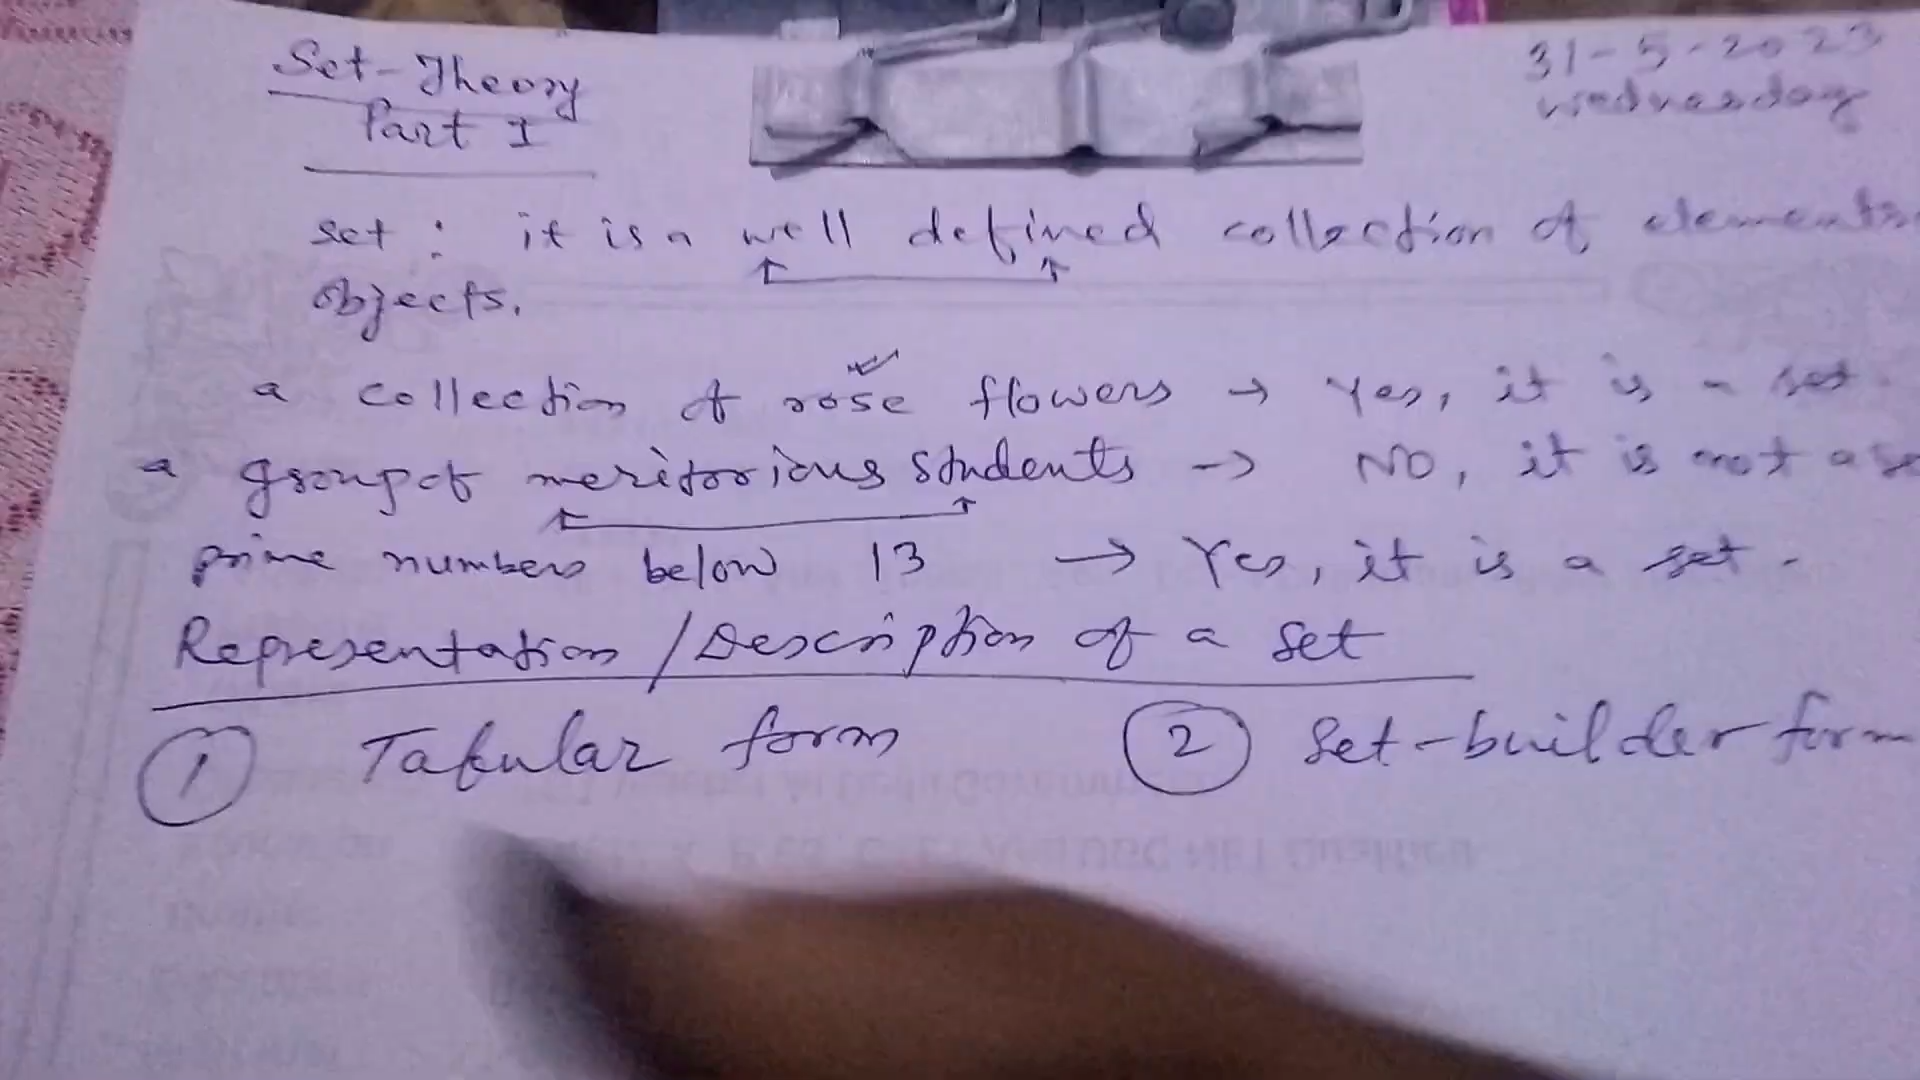 Set-Theory
Part I
31-5-2023
Wednesday
set : it is a well defined collection of elements
objects.
a collection of rose flowers → Yes, it is a set.
a group of meritorious students → NO, it is not a se
prime numbers below 13 → Yes, it is a set.
Representation/Description of a set
1 Tabular form 2 Set-builder form